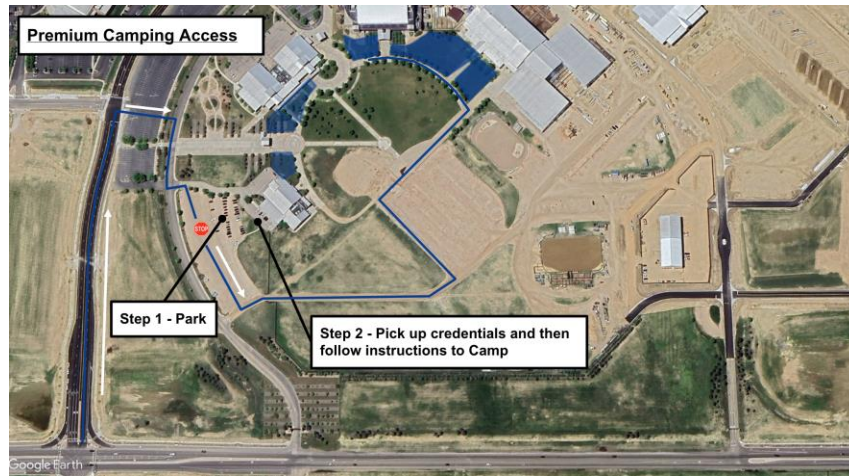 Premium Camping Access
STOP
Step 1 - Park
Step 2 - Pick up credentials and then
follow instructions to Camp
Google Earth